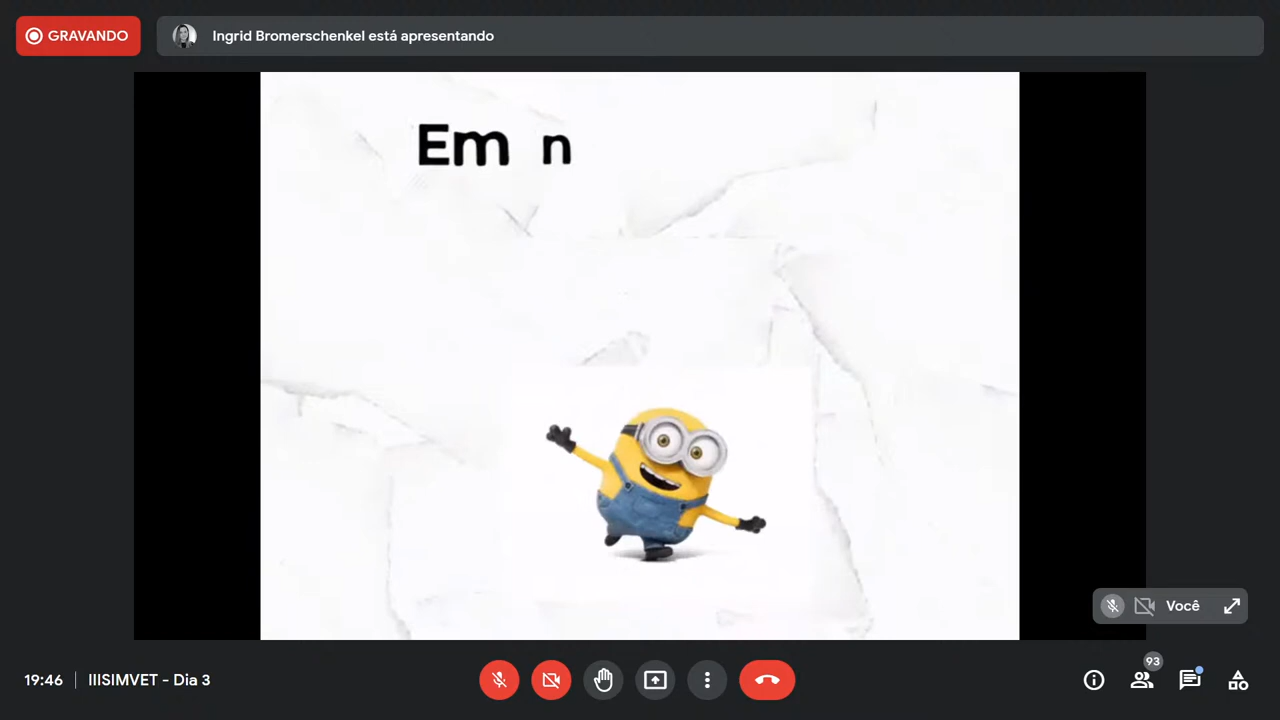 GRAVANDO
Ingrid Bromerschenkel está apresentando
Em n
Você
93
19:46 | IIISIMVET - Dia 3